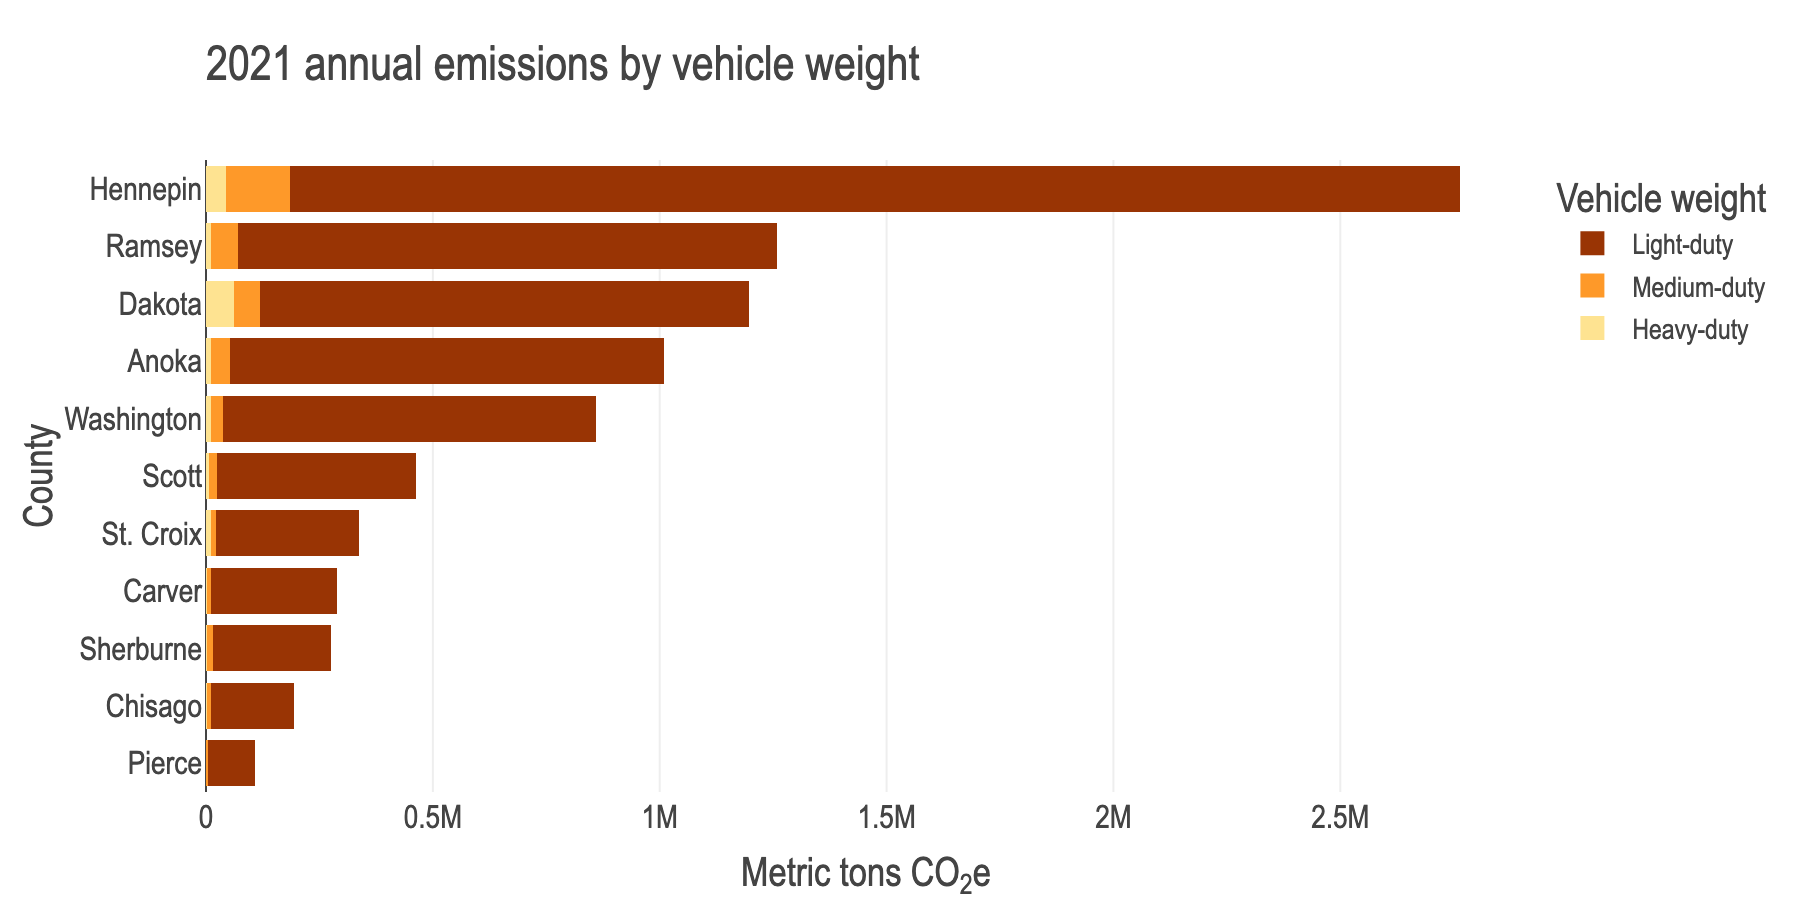 2021 annual emissions by vehicle weight
Hennepin
Ramsey
Dakota
Anoka
Washington
Scott
St. Croix
Carver
Sherburne
Chisago
Pierce
County
0 0.5M 1M 1.5M 2M 2.5M
Metric tons CO₂e
Vehicle weight
Light-duty
Medium-duty
Heavy-duty